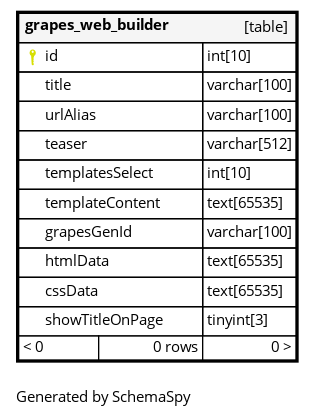 grapes_web_builder [table]
id int[10]
title varchar[100]
urlAlias varchar[100]
teaser varchar[512]
templatesSelect int[10]
templateContent text[65535]
grapesGenId varchar[100]
htmlData text[65535]
cssData text[65535]
showTitleOnPage tinyint[3]
< 0 0 rows 0 >
Generated by SchemaSpy